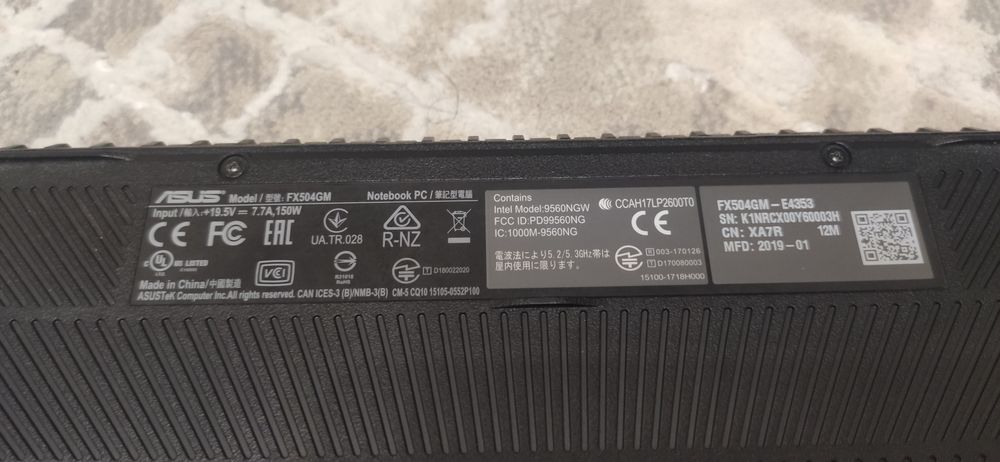 ASUS Model / 型號: FX504GM Notebook PC / 筆記型電腦
Input / 輸入: +19.5V ⎓ 7.7A, 150W
CE EAC UA.TR.028 R-NZ
UL US LISTED
VCI
RoHS
T D180022020
Made in China/中國製造
ASUSTeK Computer Inc.All rights reserved. CAN ICES-3 (B)/NMB-3(B) CM-5 CQ10 15105-0552P100
Contains
Intel Model:9560NGW
FCC ID:PD99560NG
IC:1000M-9560NG
CCAH17LP2600T0
CE
電波法により5.2/5.3GHz帯は
屋内使用に限ります。
R 003-170126
T D170080003
15100-1718H000
FX504GM-E4353
SN: K1NRCX00Y60003H
CN: XA7R 12M
MFD: 2019-01